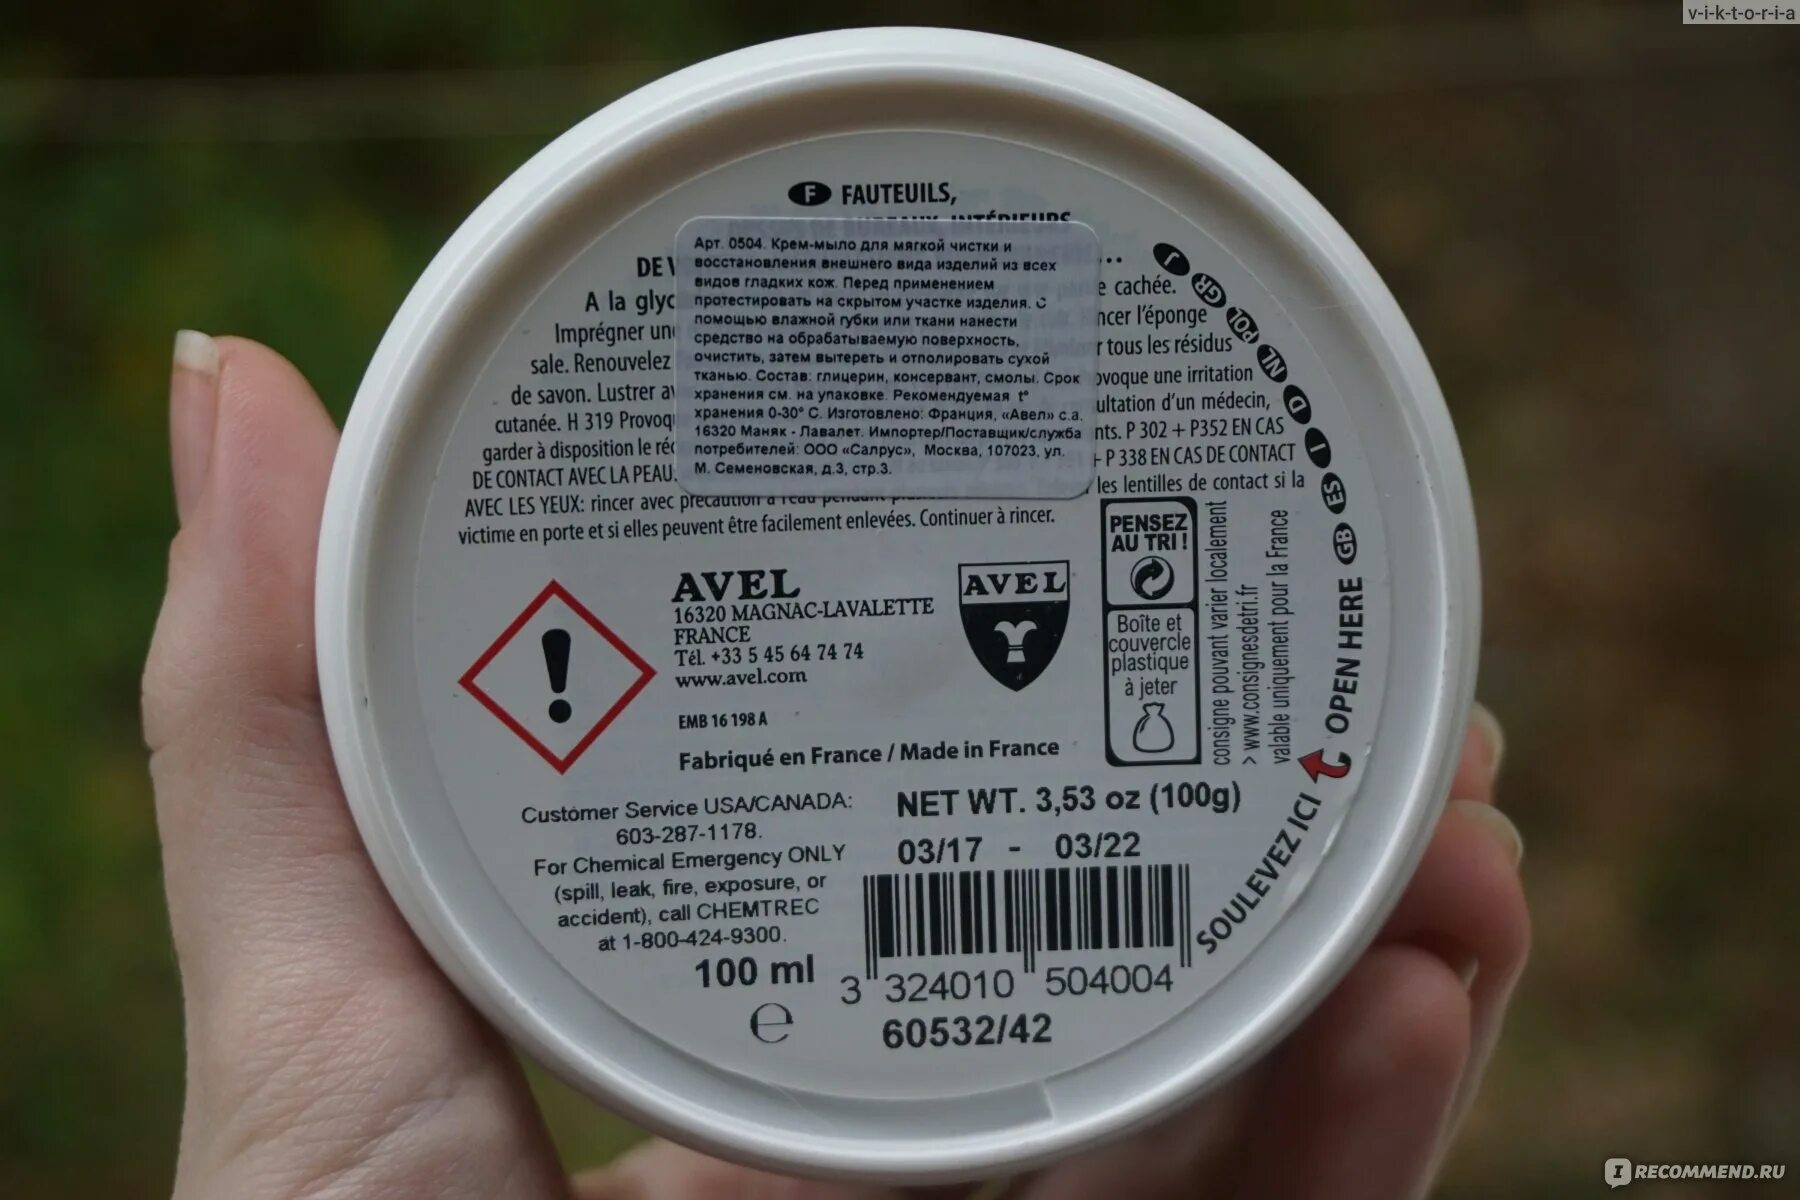 v-i-k-t-o-r-i-a
F FAUTEUILS,
INTÉRIEURS
DE V
A la glyc
Imprégner un
sale. Renouvelez
de savon. Lustrer av
cutanée. H 319 Provoq
garder à disposition le réc
DE CONTACT AVEC LA PEAU.
AVEC LES YEUX: rincer avec précaution à l'eau pendant
victime en porte et si elles peuvent être facilement enlevées. Continuer à rincer.
Арт. 0504. Крем-мыло для мягкой чистки и
восстановления внешнего вида изделий из всех
видов гладких кож. Перед применением
протестировать на скрытом участке изделия. С
помощью влажной губки или ткани нанести
средство на обрабатываемую поверхность,
очистить, затем вытереть и отполировать сухой
тканью. Состав: глицерин, консервант, смолы. Срок
хранения см. на упаковке. Рекомендуемая t°
хранения 0-30° С. Изготовлено: Франция, «Авел» с.а.
16320 Маняк - Лавалет. Импортер/Поставщик/служба
потребителей: ООО «Салрус», Москва, 107023, ул.
М. Семеновская, д.3, стр.3.
...
e cachée.
ncer l'éponge
r tous les résidus
ovoque une irritation
ultation d'un médecin,
nts. P 302 + P352 EN CAS
+ P 338 EN CAS DE CONTACT
les lentilles de contact si la
J GR POL NL D I ES GB OPEN HERE
SOULEVEZ ICI
AVEL
16320 MAGNAC-LAVALETTE
FRANCE
Tél. +33 5 45 64 74 74
www.avel.com
EMB 16 198 A
Fabriqué en France / Made in France
AVEL
PENSEZ
AU TRI !
Boîte et
couvercle
plastique
à jeter
consigne pouvant varier localement
> www.consignesdetri.fr
valable uniquement pour la France
Customer Service USA/CANADA:
603-287-1178.
For Chemical Emergency ONLY
(spill, leak, fire, exposure, or
accident), call CHEMTREC
at 1-800-424-9300.
100 ml
e
NET WT. 3,53 oz (100g)
03/17 - 03/22
3 324010 504004
60532/42
IRECOMMEND.RU